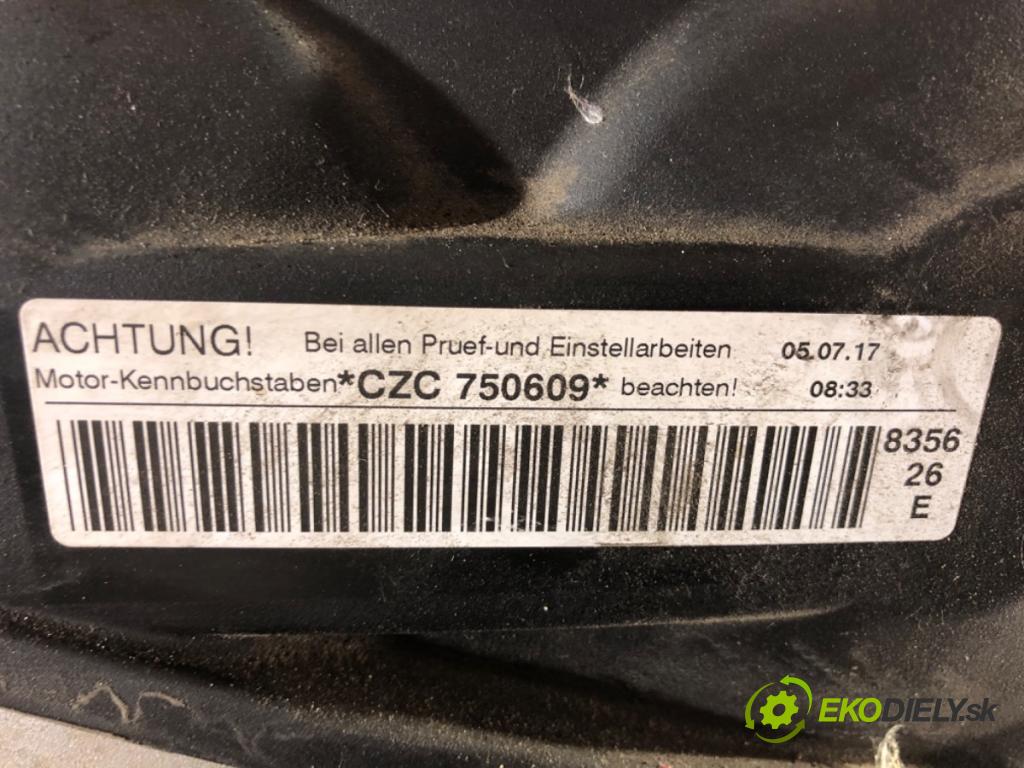 ACHTUNG! Bei allen Pruef-und Einstellarbeiten 05.07.17
Motor-Kennbuchstaben *CZC 750609* beachten! 08:33
8356
26
E
EKODIELY.sk